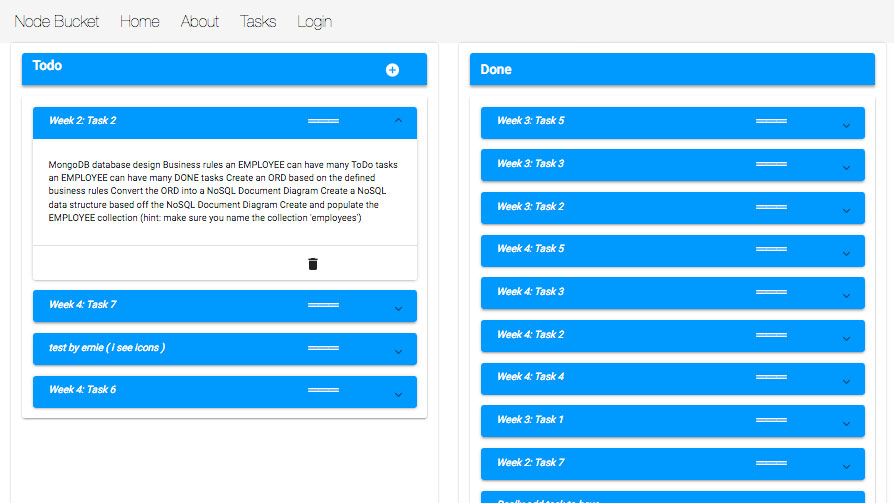 Node Bucket Home About Tasks Login
Todo
Week 2: Task 2
MongoDB database design Business rules an EMPLOYEE can have many ToDo tasks
an EMPLOYEE can have many DONE tasks Create an ORD based on the defined
business rules Convert the ORD into a NoSQL Document Diagram Create a NoSQL
data structure based off the NoSQL Document Diagram Create and populate the
EMPLOYEE collection (hint: make sure you name the collection 'employees')
Week 4: Task 7
test by ernie ( i see icons )
Week 4: Task 6
Done
Week 3: Task 5
Week 3: Task 3
Week 3: Task 2
Week 4: Task 5
Week 4: Task 3
Week 4: Task 2
Week 4: Task 4
Week 3: Task 1
Week 2: Task 7